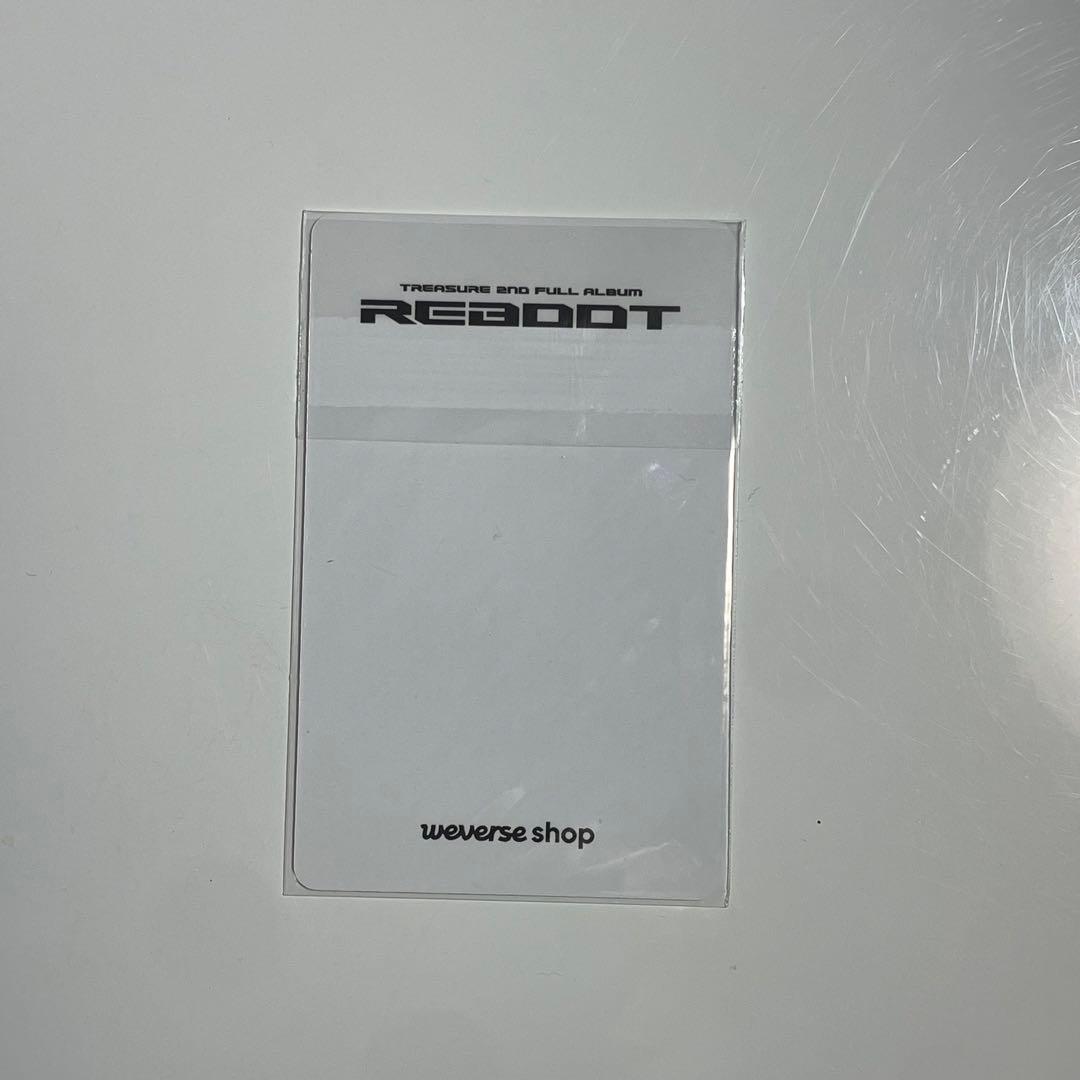 TREASURE 2ND FULL ALBUM
REBOOT
weverse shop